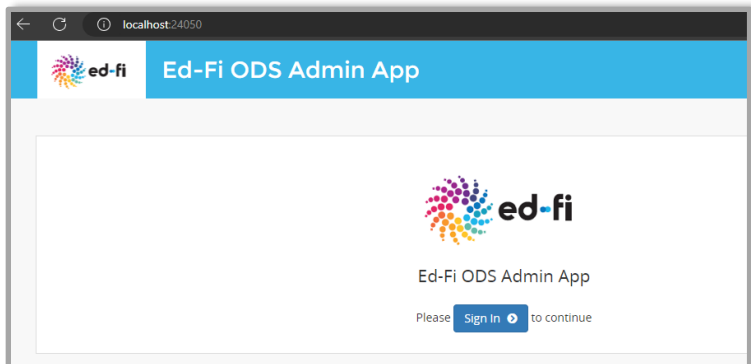 localhost:24050
ed-fi Ed-Fi ODS Admin App
ed-fi
Ed-Fi ODS Admin App
Please Sign In to continue